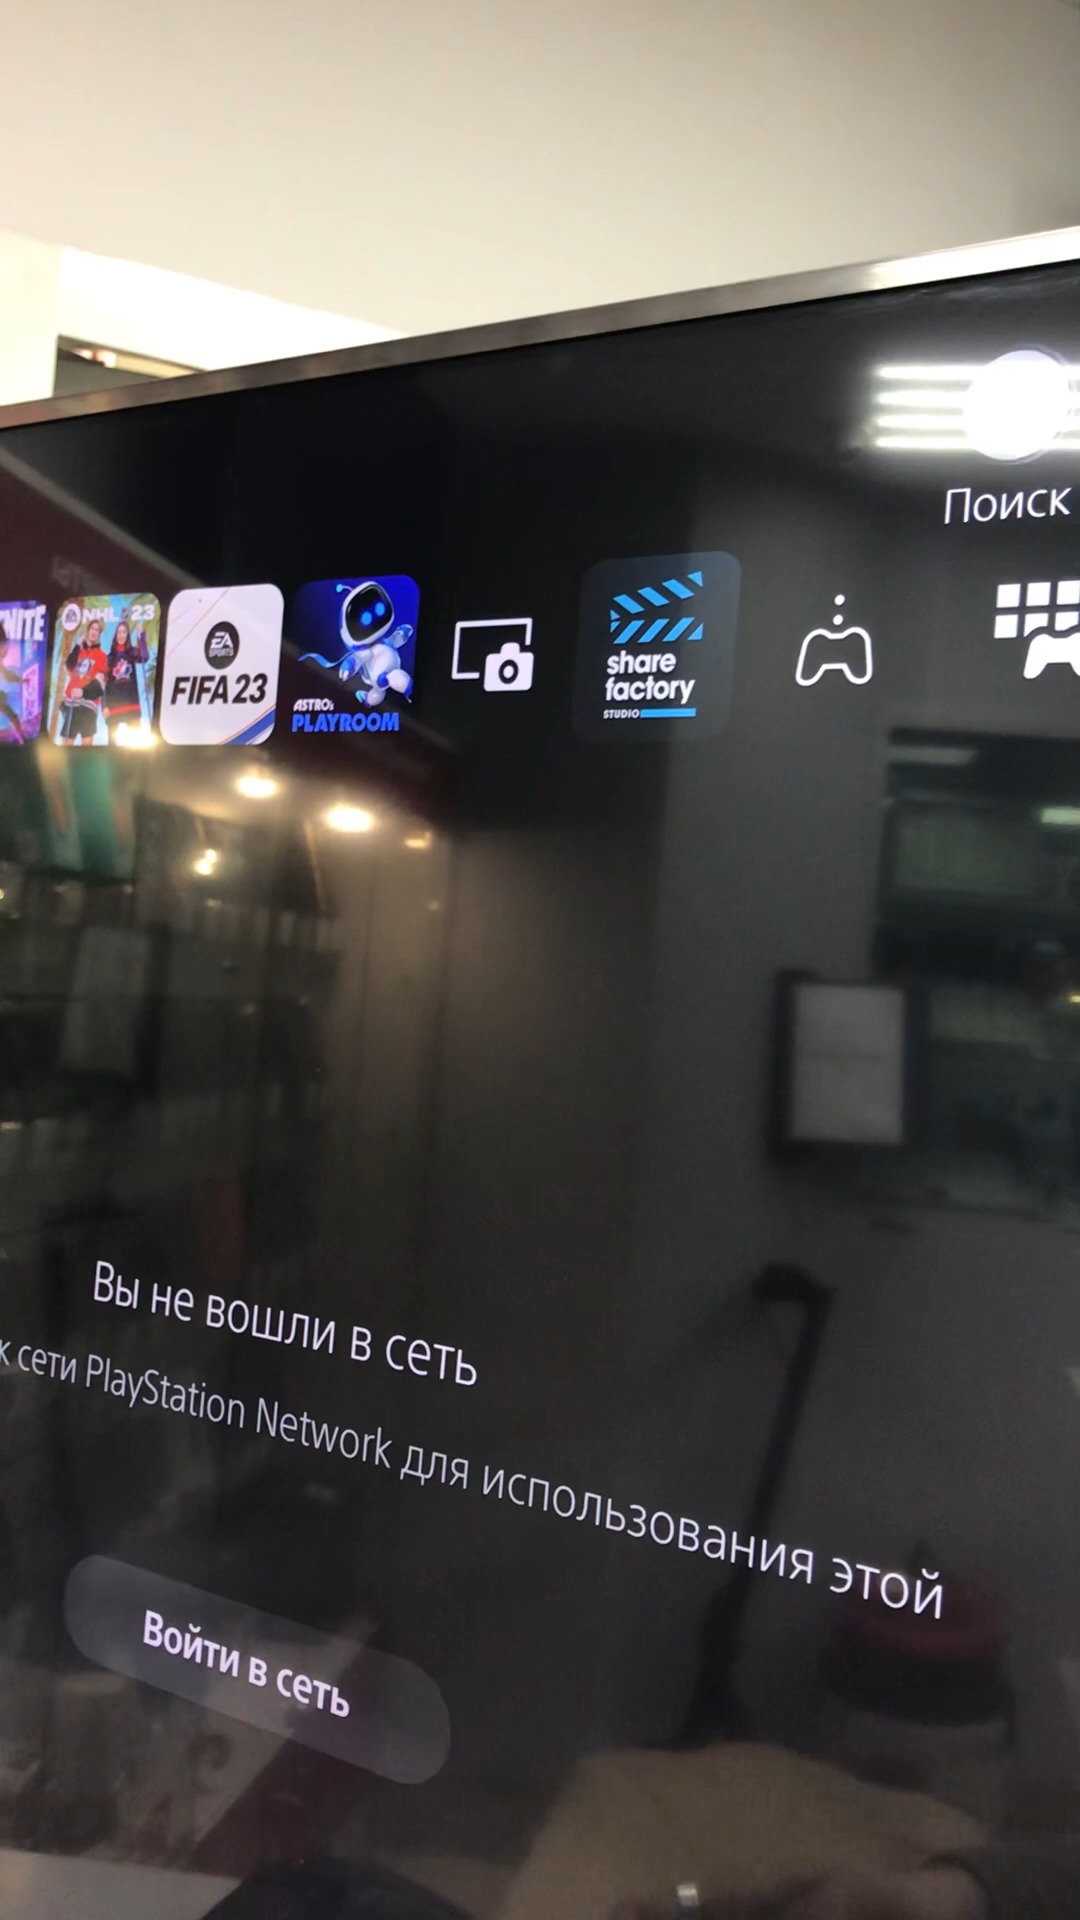 Поиск
NITE
NHL 23
EA
SPORTS
FIFA 23
ASTRO's
PLAYROOM
share
factory
STUDIO
Вы не вошли в сеть
к сети PlayStation Network для использования этой
Войти в сеть